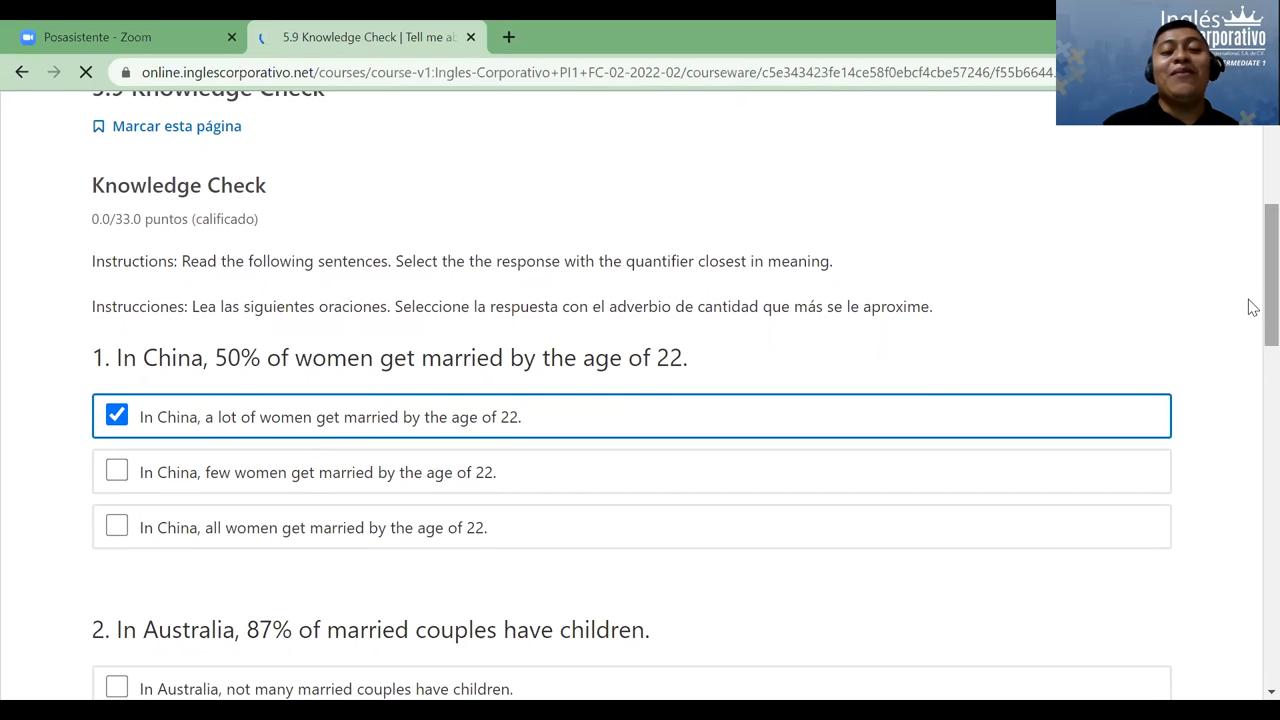 Posasistente - Zoom
5.9 Knowledge Check | Tell me ab
online.inglescorporativo.net/courses/course-v1:Ingles-Corporativo+PI1+FC-02-2022-02/courseware/c5e343423fe14ce58f0ebcf4cbe57246/f55b6644.
Inglés
INTERMEDIATE 1
5.9 Knowledge Check
Marcar esta página
Knowledge Check
0.0/33.0 puntos (calificado)
Instructions: Read the following sentences. Select the the response with the quantifier closest in meaning.
Instrucciones: Lea las siguientes oraciones. Seleccione la respuesta con el adverbio de cantidad que más se le aproxime.
1. In China, 50% of women get married by the age of 22.
In China, a lot of women get married by the age of 22.
In China, few women get married by the age of 22.
In China, all women get married by the age of 22.
2. In Australia, 87% of married couples have children.
In Australia, not many married couples have children.